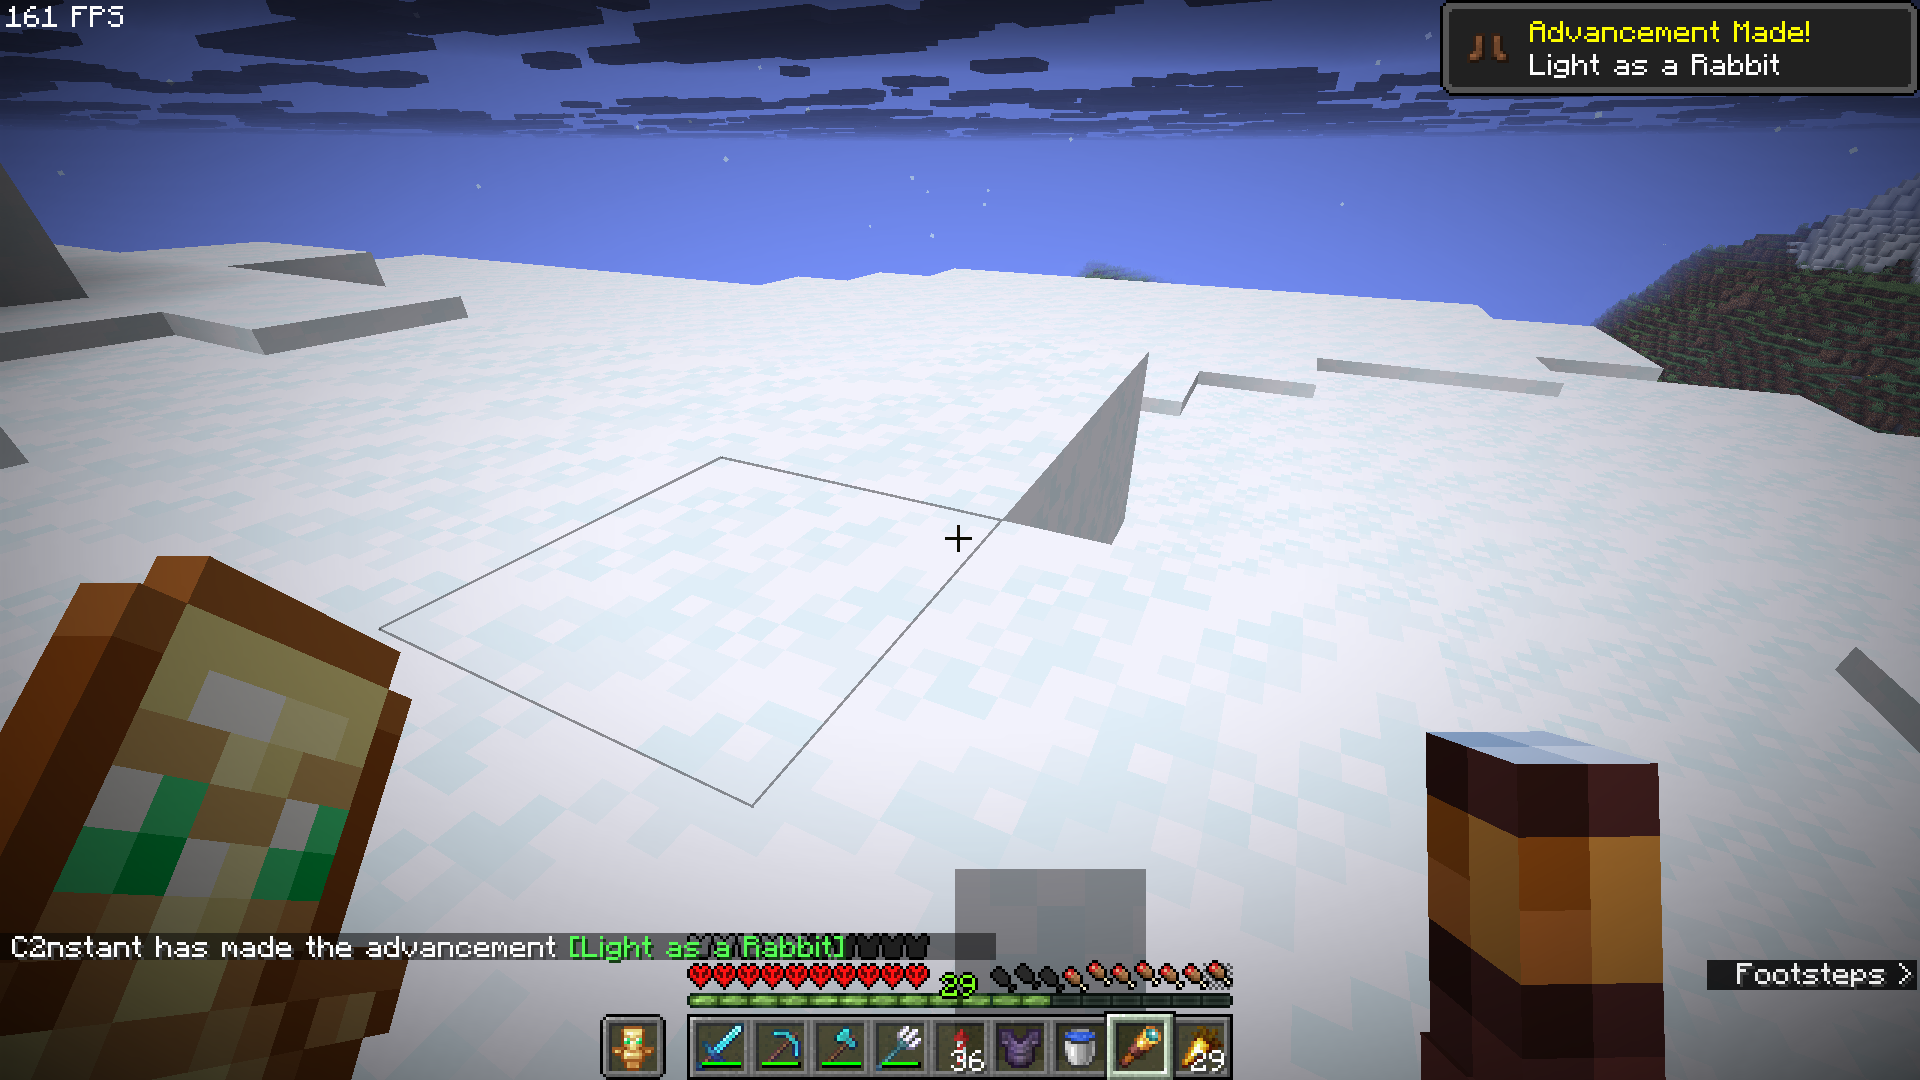 161 FPS
Advancement Made!
Light as a Rabbit
C2nstant has made the advancement [Light as a Rabbit]
Footsteps >
29
36
29